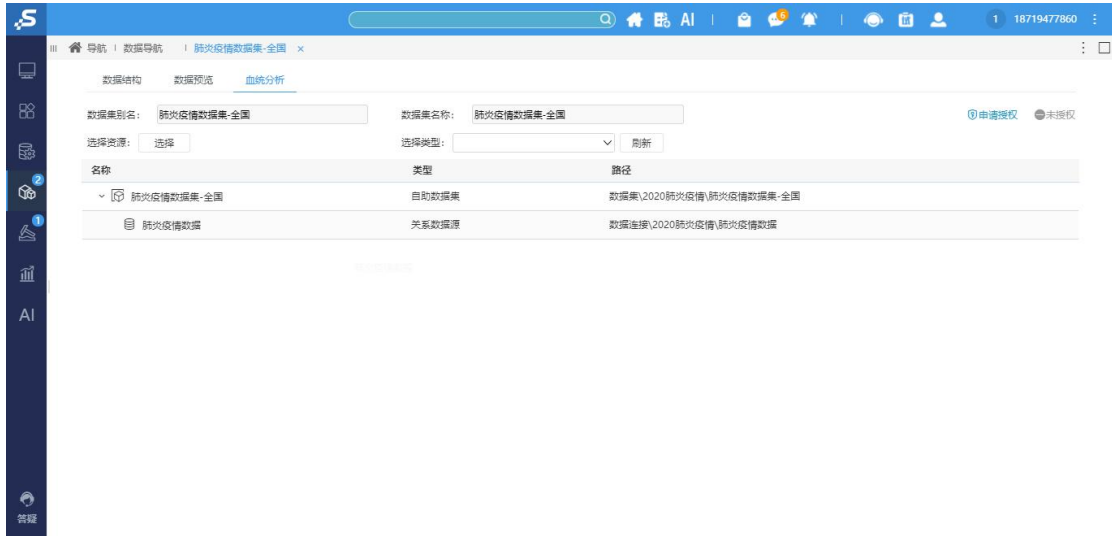 S AI 6 1 18719477860
导航 数据导航 肺炎疫情数据集-全国 ×
数据结构 数据预览 血统分析
数据集别名: 肺炎疫情数据集-全国 数据集名称: 肺炎疫情数据集-全国 申请授权 未授权
选择资源: 选择 选择类型: 刷新
名称 类型 路径
肺炎疫情数据集-全国 自助数据集 数据集\2020肺炎疫情\肺炎疫情数据集-全国
肺炎疫情数据 关系数据源 数据连接\2020肺炎疫情\肺炎疫情数据
2
1
AI
答疑